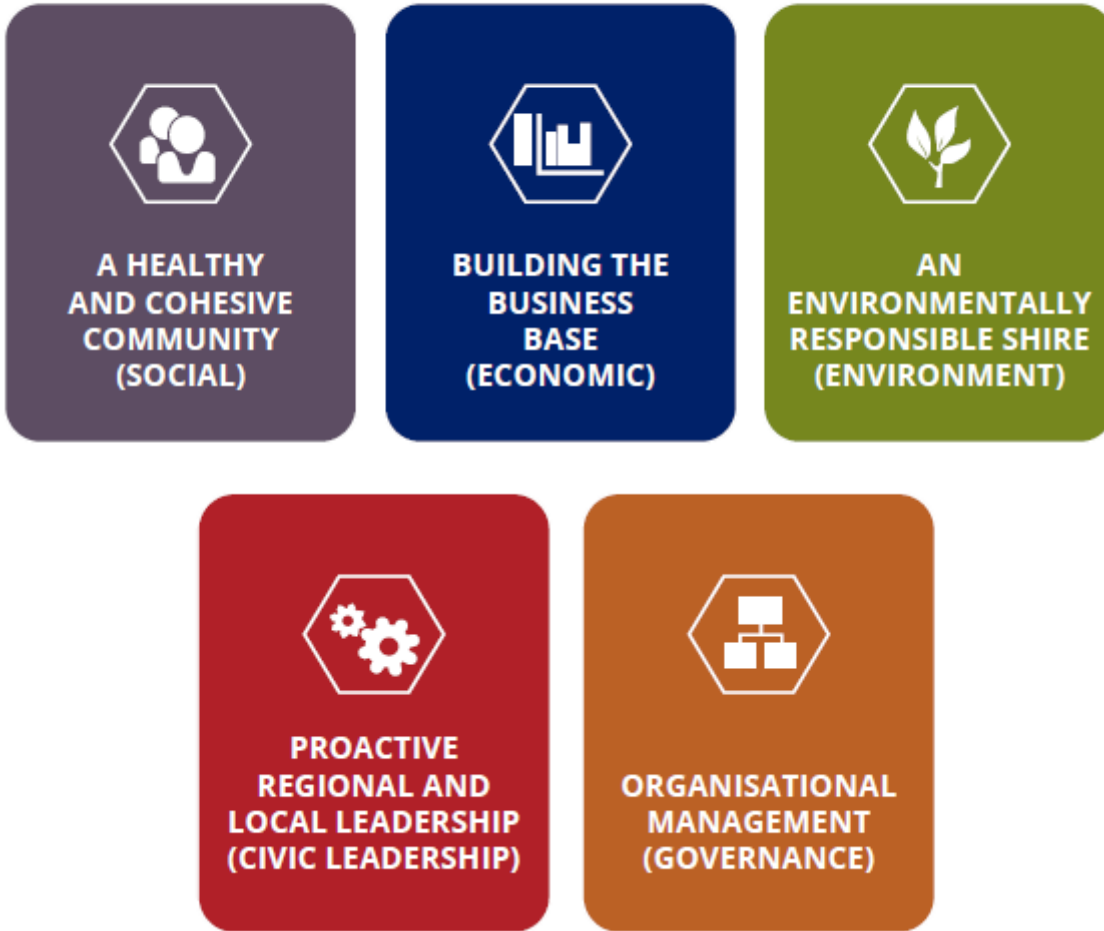 A HEALTHY
AND COHESIVE
COMMUNITY
(SOCIAL)
BUILDING THE
BUSINESS
BASE
(ECONOMIC)
AN
ENVIRONMENTALLY
RESPONSIBLE SHIRE
(ENVIRONMENT)
PROACTIVE
REGIONAL AND
LOCAL LEADERSHIP
(CIVIC LEADERSHIP)
ORGANISATIONAL
MANAGEMENT
(GOVERNANCE)